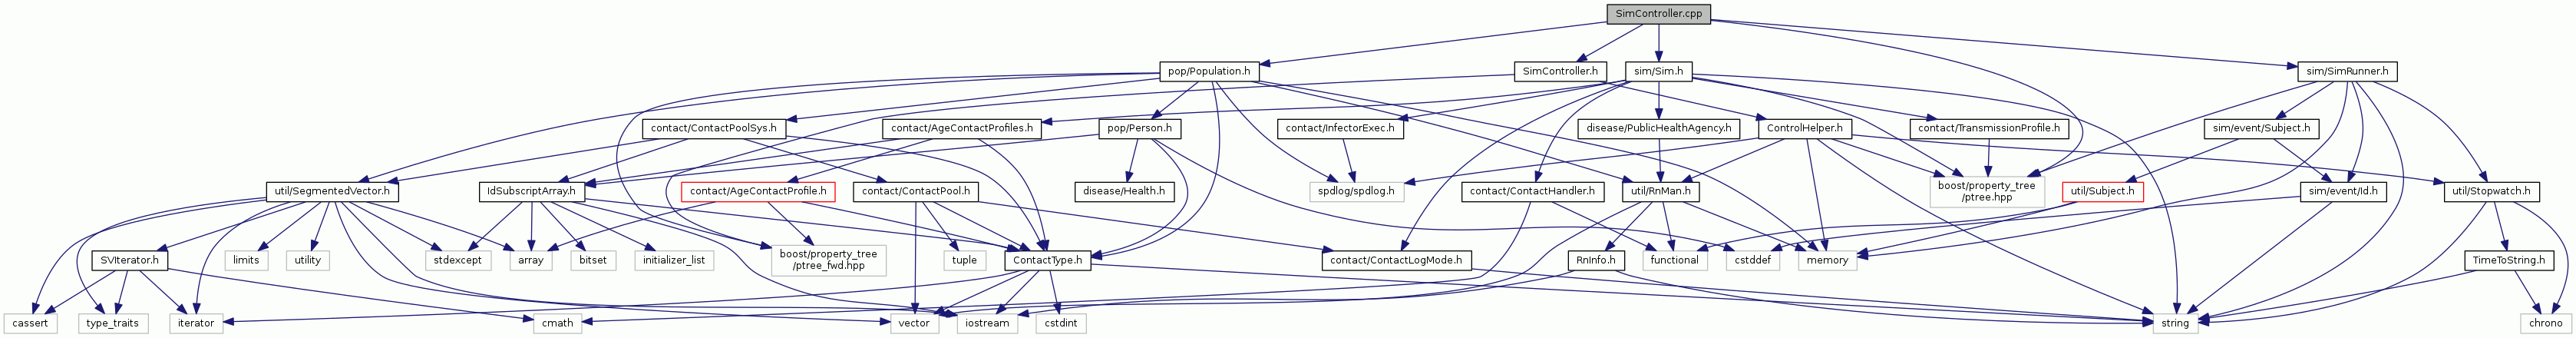 SimController.cpp
pop/Population.h
SimController.h
sim/Sim.h
sim/SimRunner.h
contact/ContactPoolSys.h
contact/AgeContactProfiles.h
pop/Person.h
contact/InfectorExec.h
disease/PublicHealthAgency.h
ControlHelper.h
contact/TransmissionProfile.h
sim/event/Subject.h
util/SegmentedVector.h
IdSubscriptArray.h
contact/AgeContactProfile.h
contact/ContactPool.h
disease/Health.h
spdlog/spdlog.h
contact/ContactHandler.h
util/RnMan.h
boost/property_tree
/ptree.hpp
util/Subject.h
sim/event/Id.h
util/Stopwatch.h
SVIterator.h
limits
utility
stdexcept
array
bitset
initializer_list
boost/property_tree
/ptree_fwd.hpp
tuple
ContactType.h
contact/ContactLogMode.h
RnInfo.h
functional
cstddef
memory
TimeToString.h
cassert
type_traits
iterator
cmath
vector
iostream
cstdint
string
chrono